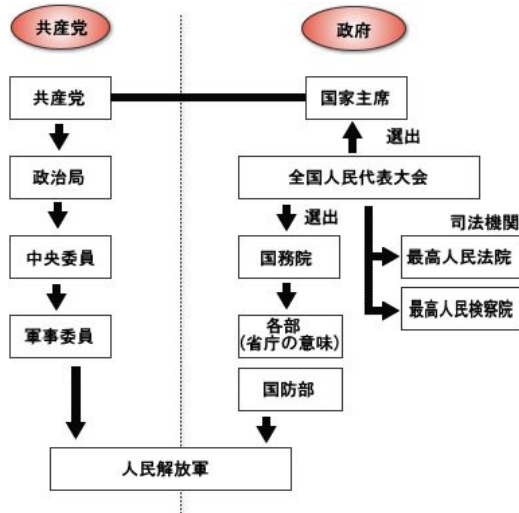 共産党
政府
共産党
国家主席
選出
政治局
全国人民代表大会
選出
司法機関
中央委員
国務院
最高人民法院
軍事委員
各部
(省庁の意味)
最高人民検察院
国防部
人民解放軍